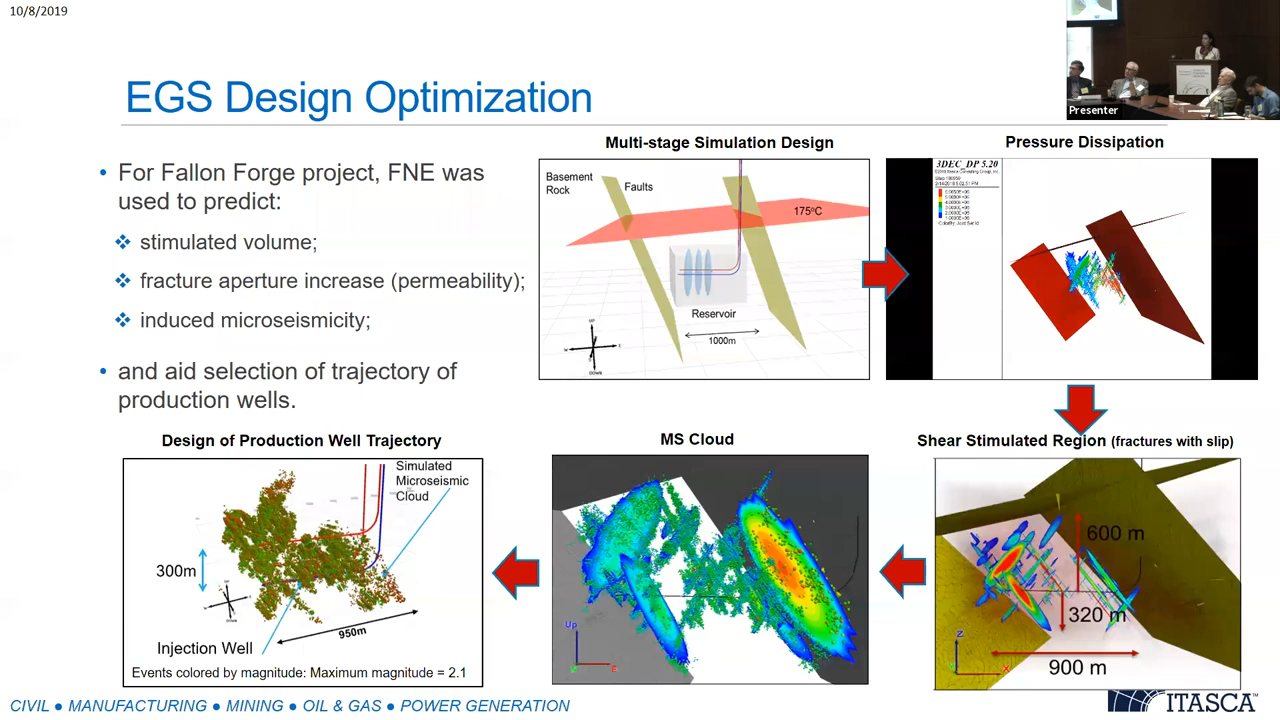 10/8/2019
Presenter
EGS Design Optimization
• For Fallon Forge project, FNE was
used to predict:
❖ stimulated volume;
❖ fracture aperture increase (permeability);
❖ induced microseismicity;
• and aid selection of trajectory of
production wells.
Multi-stage Simulation Design
Basement
Rock
Faults
175°C
Reservoir
1000m
UP
W
E
DOWN
Pressure Dissipation
3DEC_DP 5.20
Shear Stimulated Region (fractures with slip)
600 m
320 m
900 m
Z
Y
X
MS Cloud
Up
E
Design of Production Well Trajectory
Simulated
Microseismic
Cloud
300m
950m
Injection Well
Events colored by magnitude: Maximum magnitude = 2.1
CIVIL ● MANUFACTURING ● MINING ● OIL & GAS ● POWER GENERATION
ITASCA™